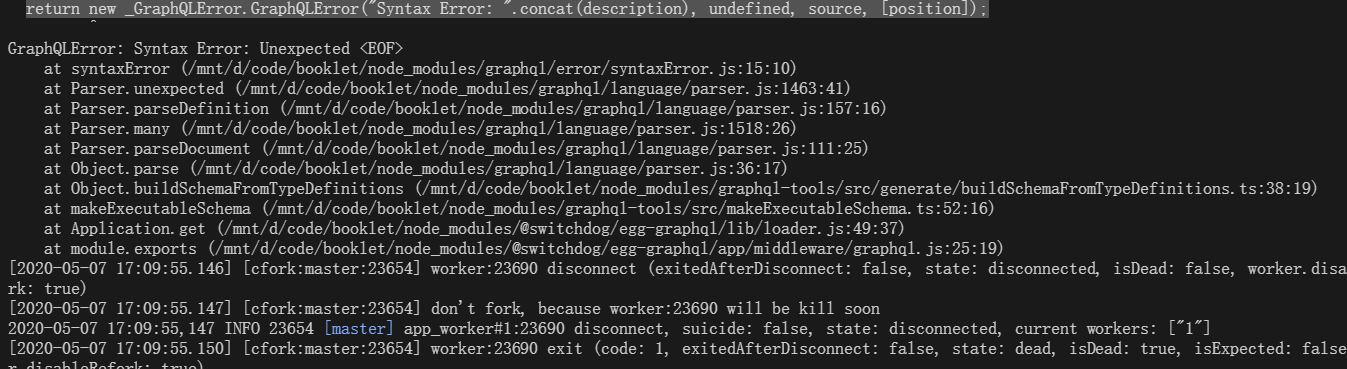 return new _GraphQLError.GraphQLError("Syntax Error: ".concat(description), undefined, source, [position]);
^
GraphQLError: Syntax Error: Unexpected <EOF>
    at syntaxError (/mnt/d/code/booklet/node_modules/graphql/error/syntaxError.js:15:10)
    at Parser.unexpected (/mnt/d/code/booklet/node_modules/graphql/language/parser.js:1463:41)
    at Parser.parseDefinition (/mnt/d/code/booklet/node_modules/graphql/language/parser.js:157:16)
    at Parser.many (/mnt/d/code/booklet/node_modules/graphql/language/parser.js:1518:26)
    at Parser.parseDocument (/mnt/d/code/booklet/node_modules/graphql/language/parser.js:111:25)
    at Object.parse (/mnt/d/code/booklet/node_modules/graphql/language/parser.js:36:17)
    at Object.buildSchemaFromTypeDefinitions (/mnt/d/code/booklet/node_modules/graphql-tools/src/generate/buildSchemaFromTypeDefinitions.ts:38:19)
    at makeExecutableSchema (/mnt/d/code/booklet/node_modules/graphql-tools/src/makeExecutableSchema.ts:52:16)
    at Application.get (/mnt/d/code/booklet/node_modules/@switchdog/egg-graphql/lib/loader.js:49:37)
    at module.exports (/mnt/d/code/booklet/node_modules/@switchdog/egg-graphql/app/middleware/graphql.js:25:19)
[2020-05-07 17:09:55.146] [cfork:master:23654] worker:23690 disconnect (exitedAfterDisconnect: false, state: disconnected, isDead: false, worker.disa
rk: true)
[2020-05-07 17:09:55.147] [cfork:master:23654] don't fork, because worker:23690 will be kill soon
2020-05-07 17:09:55,147 INFO 23654 [master] app_worker#1:23690 disconnect, suicide: false, state: disconnected, current workers: ["1"]
[2020-05-07 17:09:55.150] [cfork:master:23654] worker:23690 exit (code: 1, exitedAfterDisconnect: false, state: dead, isDead: true, isExpected: false
r.disableRefork: true)